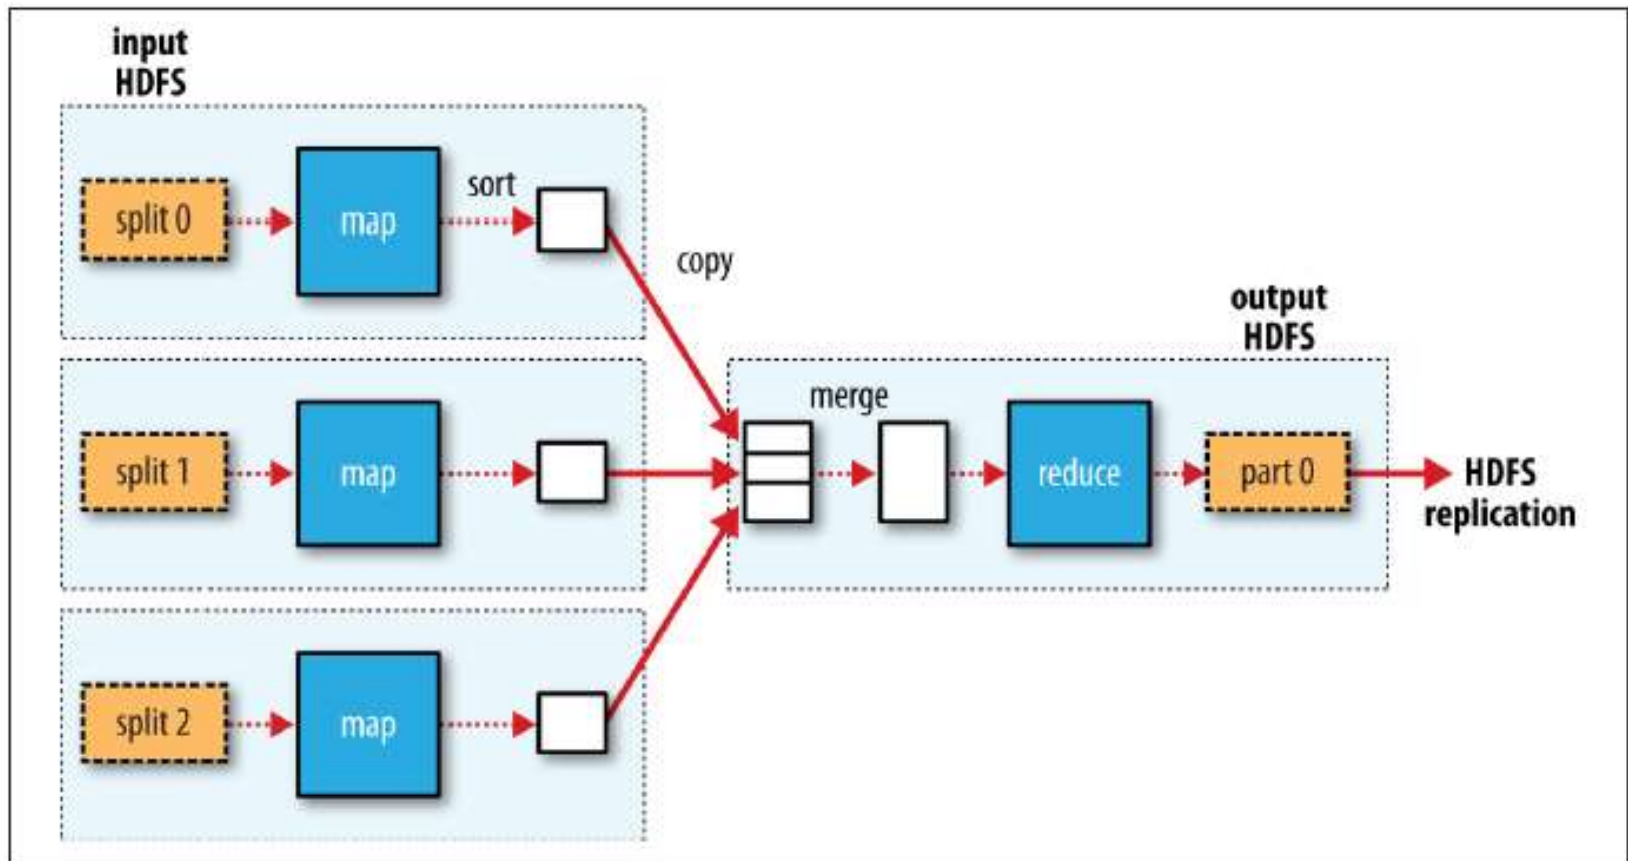 input
HDFS
split 0
map
sort
copy
split 1
map
split 2
map
merge
reduce
output
HDFS
part 0
HDFS
replication